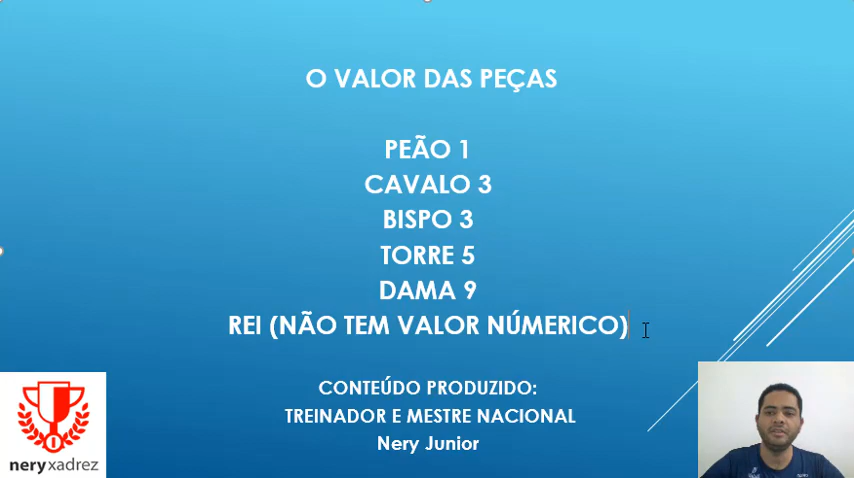 O VALOR DAS PEÇAS
PEÃO 1
CAVALO 3
BISPO 3
TORRE 5
DAMA 9
REI (NÃO TEM VALOR NÚMERICO)
CONTEÚDO PRODUZIDO:
TREINADOR E MESTRE NACIONAL
Nery Junior
neryxadrez